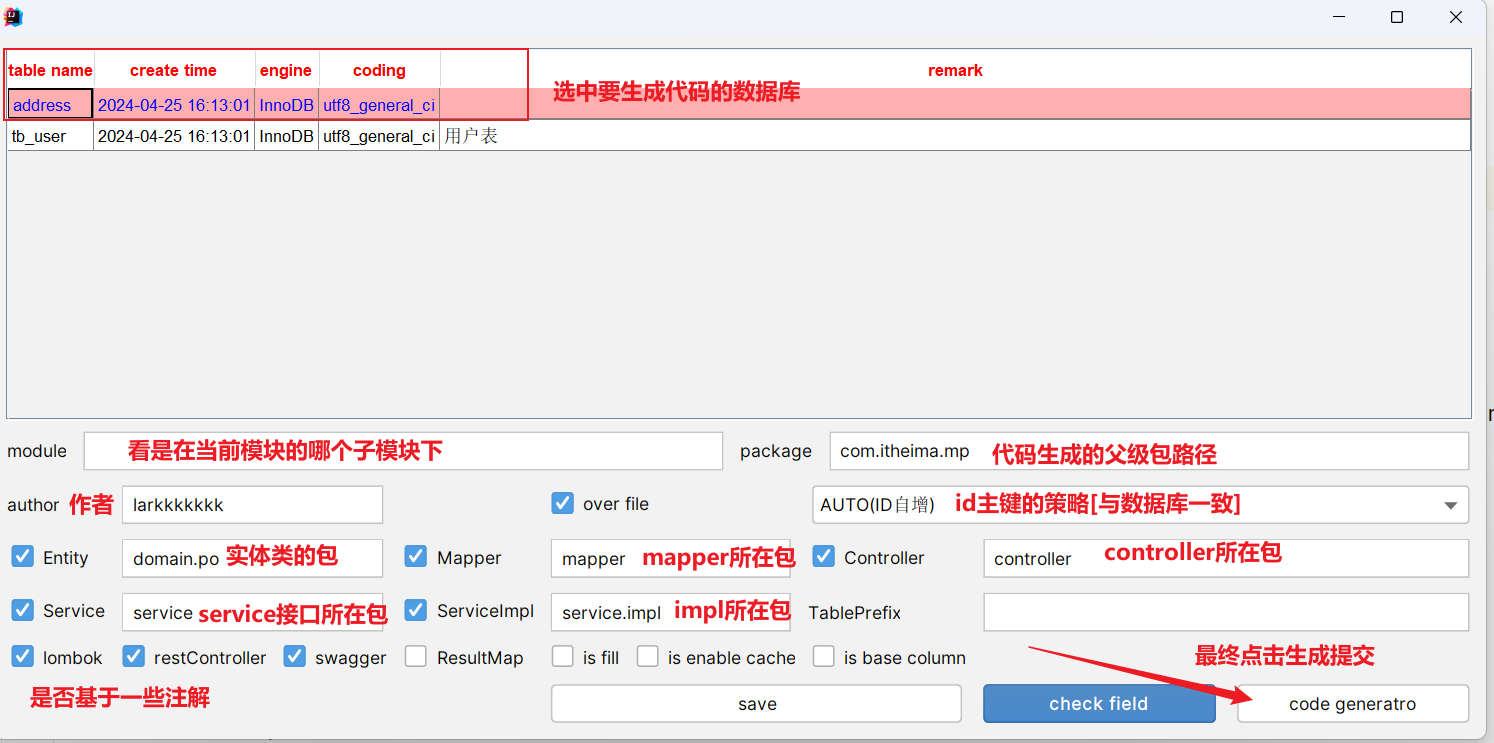 table name create time engine coding remark
选中要生成代码的数据库
address 2024-04-25 16:13:01 InnoDB utf8_general_ci
tb_user 2024-04-25 16:13:01 InnoDB utf8_general_ci 用户表
module 看是在当前模块的哪个子模块下 package com.itheima.mp 代码生成的父级包路径
author 作者 larkkkkkkk over file AUTO(ID自增) id主键的策略[与数据库一致]
Entity domain.po 实体类的包 Mapper mapper mapper所在包 Controller controller controller所在包
Service service service接口所在包 ServiceImpl service.impl impl所在包 TablePrefix
lombok restController swagger ResultMap is fill is enable cache is base column 最终点击生成提交
是否基于一些注解 save check field code generatro